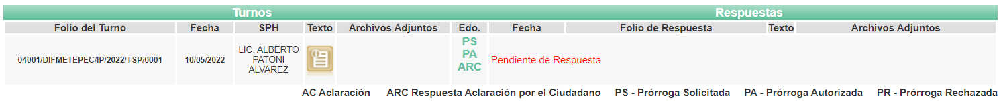 Turnos Respuestas
Folio del Turno Fecha SPH Texto Archivos Adjuntos Edo. Fecha Folio de Respuesta Texto Archivos Adjuntos
04001/DIFMETEPEC/IP/2022/TSP/0001 10/05/2022
LIC. ALBERTO
PATONI
ALVAREZ
PS
PA
ARC
Pendiente de Respuesta
AC Aclaración ARC Respuesta Aclaración por el Ciudadano PS - Prórroga Solicitada PA - Prórroga Autorizada PR - Prórroga Rechazada